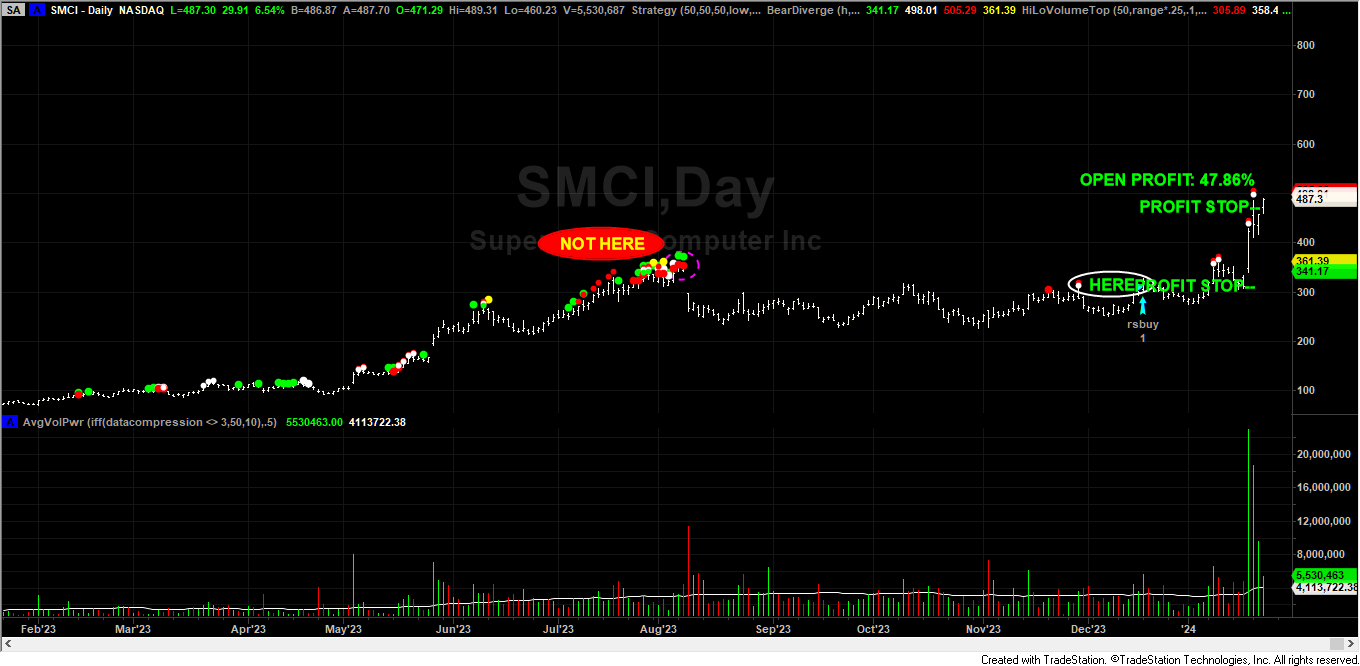 SA SMCI - Daily NASDAQ L=487.30 29.91 6.54% B=486.87 A=487.70 O=471.29 Hi=489.31 Lo=460.23 V=5,530,687 Strategy (50,50,50,low,... BearDiverge (h,... 341.17 498.01 505.29 361.39 HiLoVolumeTop (50,range*.25,.1,... 305.89 358.4 ...
800
700
600
SMCI,Day
OPEN PROFIT: 47.86%
487.3
PROFIT STOP--
Super Computer Inc
NOT HERE
400
361.39
341.17
HERE
PROFIT STOP--
300
rsbuy
1
200
100
AvgVolPwr (iff(datacompression <> 3,50,10),.5) 5530463.00 4113722.38
20,000,000
16,000,000
12,000,000
8,000,000
5,530,463
4,113,722.38
Feb'23 Mar'23 Apr'23 May'23 Jun'23 Jul'23 Aug'23 Sep'23 Oct'23 Nov'23 Dec'23 '24
Created with TradeStation. ©TradeStation Technologies, Inc. All rights reserved.